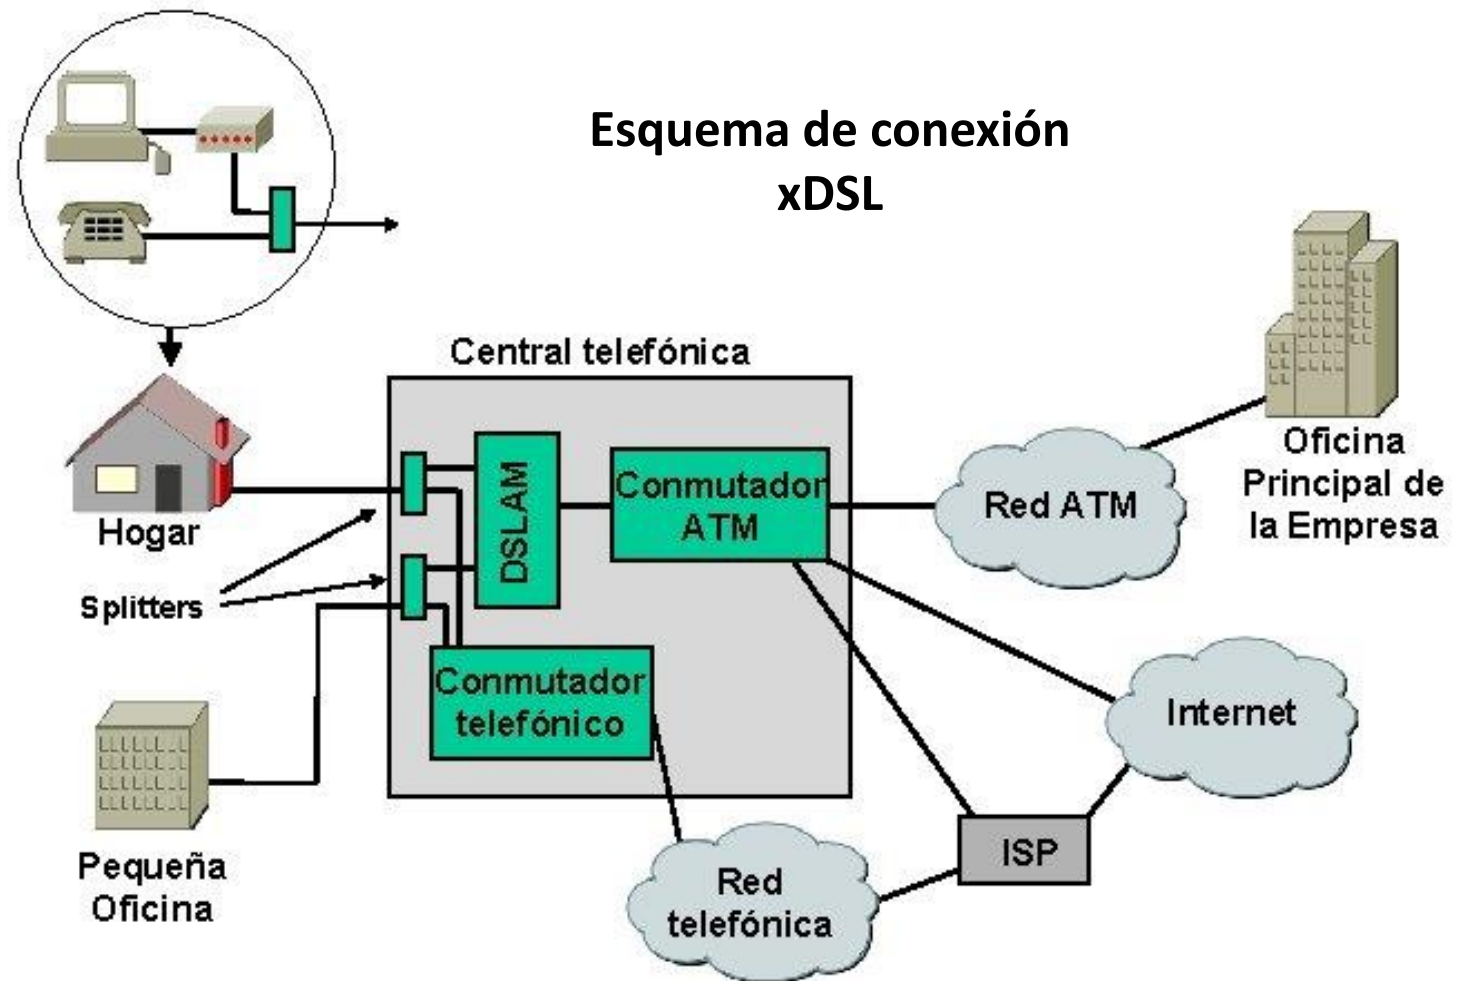 Esquema de conexión
xDSL
Central telefónica
Oficina
Principal de
la Empresa
Hogar
Splitters
DSLAM
Conmutador
ATM
Red ATM
Conmutador
telefónico
Internet
Pequeña
Oficina
Red
telefónica
ISP